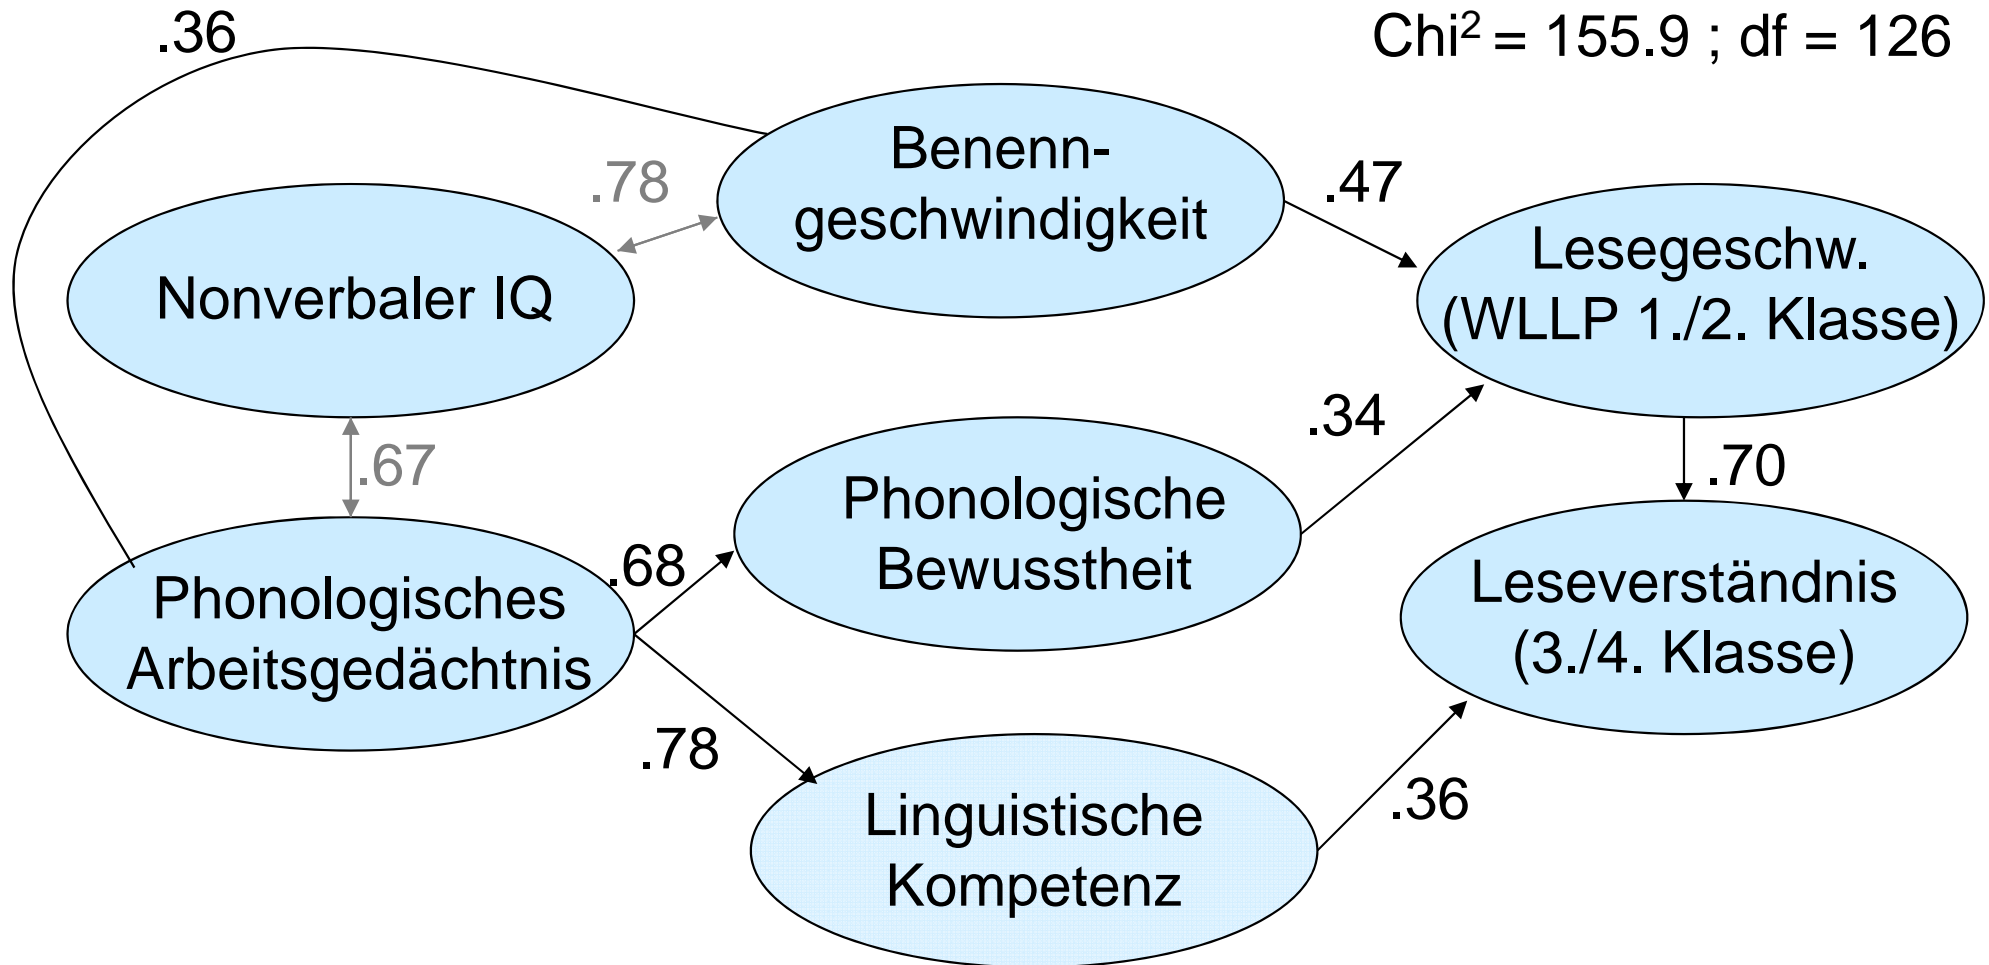 .36
Chi² = 155.9 ; df = 126
Benenn-
geschwindigkeit
.78
.47
Nonverbaler IQ
Lesegeschw.
(WLLP 1./2. Klasse)
.67
.34
.70
Phonologische
Bewusstheit
.68
Phonologisches
Arbeitsgedächtnis
Leseverständnis
(3./4. Klasse)
.78
.36
Linguistische
Kompetenz